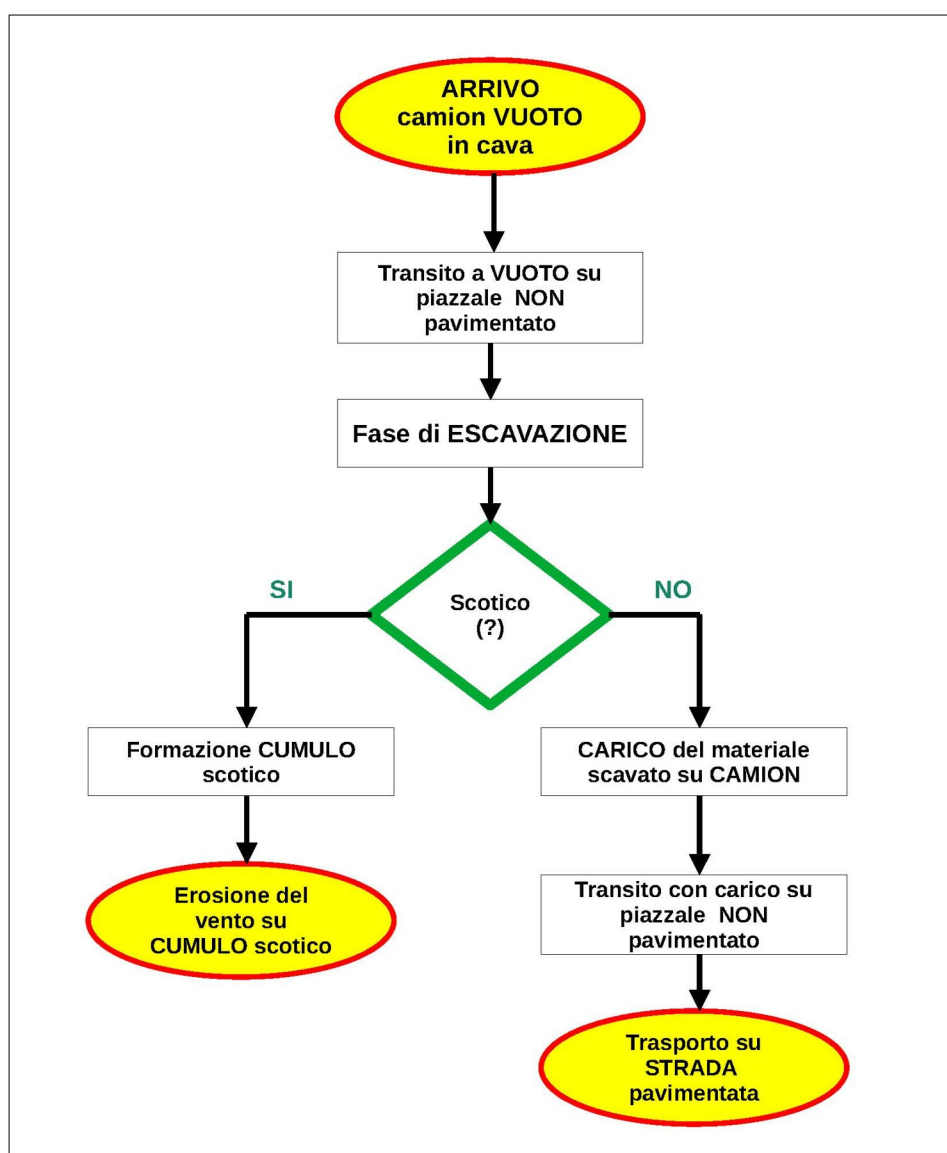 ARRIVO
camion VUOTO
in cava
Transito a VUOTO su
piazzale NON
pavimentato
Fase di ESCAVAZIONE
SI
NO
Scotico
(?)
Formazione CUMULO
scotico
CARICO del materiale
scavato su CAMION
Erosione del
vento su
CUMULO scotico
Transito con carico su
piazzale NON
pavimentato
Trasporto su
STRADA
pavimentata